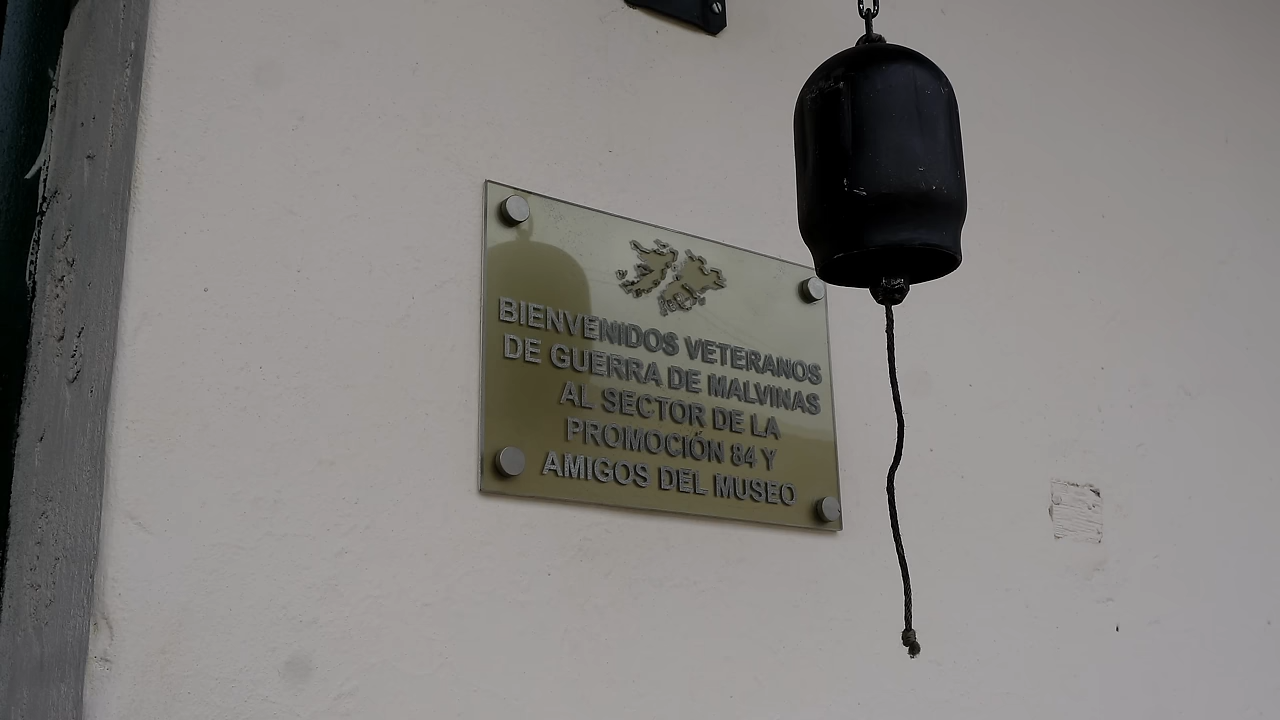 BIENVENIDOS VETERANOS
DE GUERRA DE MALVINAS
AL SECTOR DE LA
PROMOCIÓN 84 Y
AMIGOS DEL MUSEO